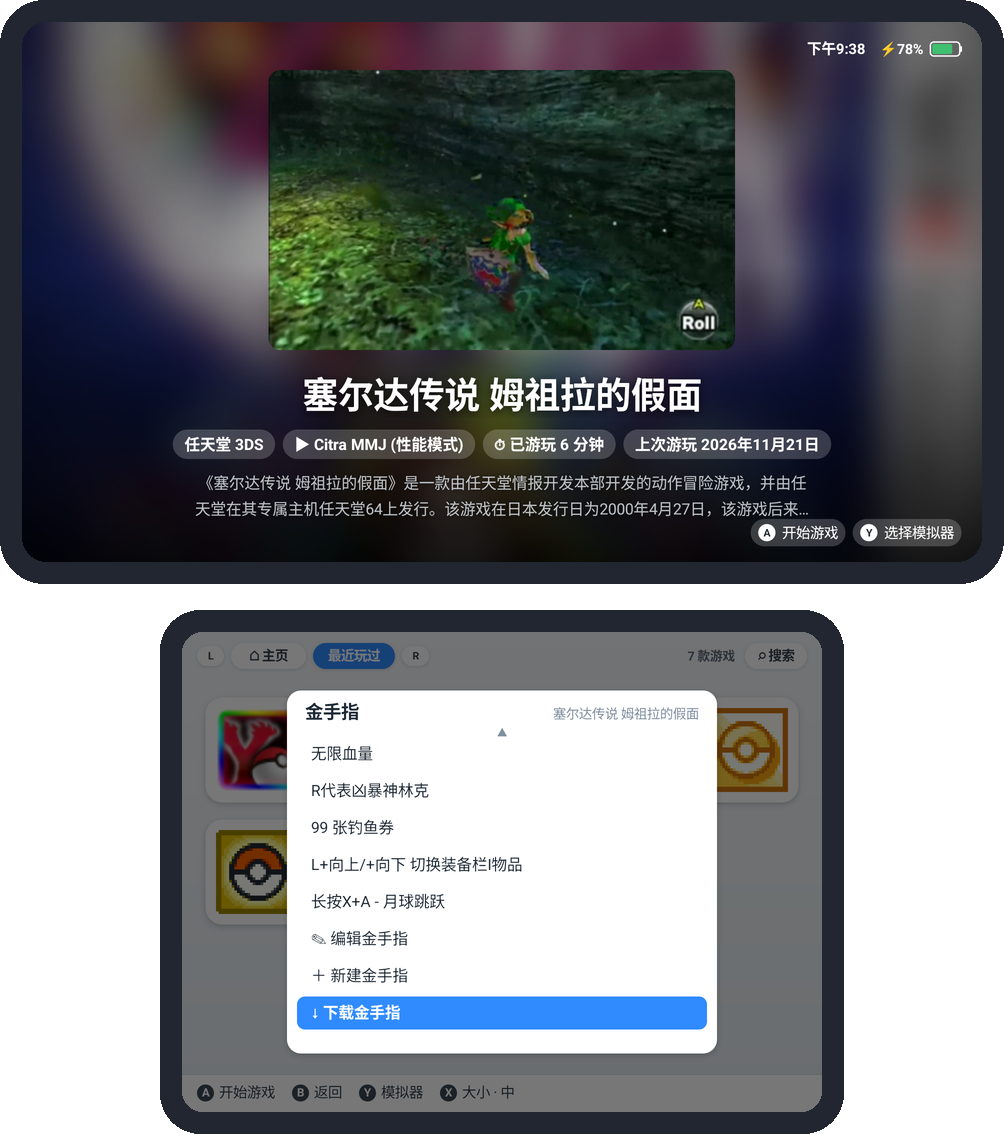 下午9:38 ⚡78%
A
Roll
塞尔达传说 姆祖拉的假面
任天堂 3DS ▶ Citra MMJ (性能模式) ⏱ 已游玩 6 分钟 上次游玩 2026年11月21日
《塞尔达传说 姆祖拉的假面》是一款由任天堂情报开发本部开发的动作冒险游戏，并由任
天堂在其专属主机任天堂64上发行。该游戏在日本发行日为2000年4月27日，该游戏后来…
A 开始游戏 Y 选择模拟器
L 主页 最近玩过 R 7 款游戏 搜索
金手指 塞尔达传说 姆祖拉的假面
▲
无限血量
R代表凶暴神林克
99 张钓鱼券
L+向上/+向下 切换装备栏I物品
长按X+A - 月球跳跃
✎ 编辑金手指
＋ 新建金手指
↓ 下载金手指
A 开始游戏 B 返回 Y 模拟器 X 大小 · 中